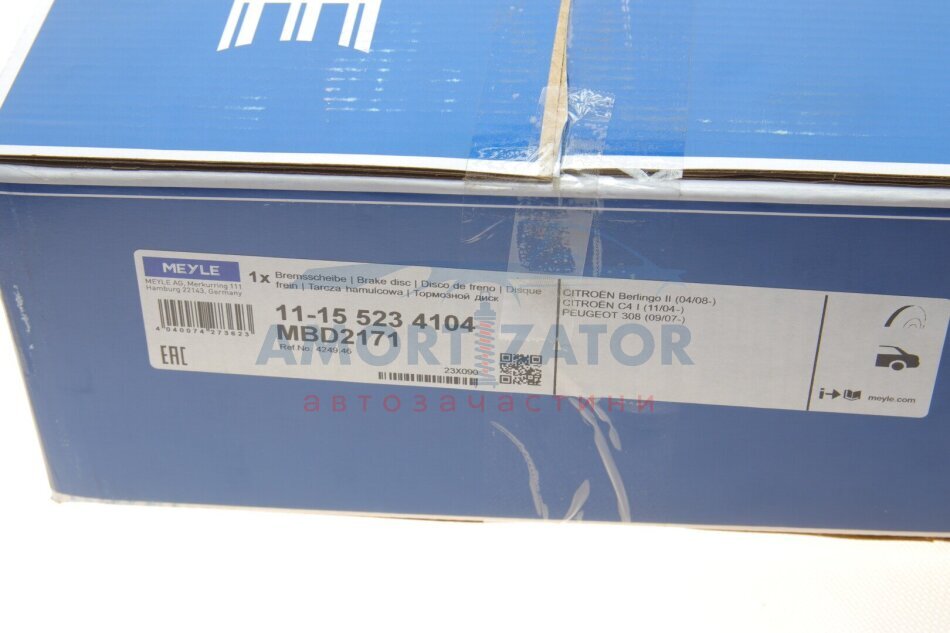 MEYLE
MEYLE AG, Merkurring 111
Hamburg 22143, Germany
4 040074 273623
EAC
1x Bremsscheibe | Brake disc | Disco de freno | Disque
frein | Tarcza hamulcowa | Тормозной диск
11-15 523 4104
MBD2171
Ref No. 4249.46
23X090
CITROËN Berlingo II (04/08-)
CITROËN C4 I (11/04-)
PEUGEOT 308 (09/07-)
meyle.com
AMORTIZATOR
автозачастини